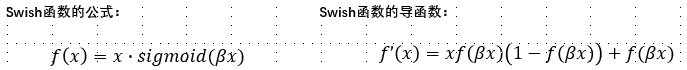 Swish函数的公式： Swish函数的导函数：
f(x) = x · sigmoid(βx) f'(x) = xf(βx)(1 − f(βx)) + f(βx)